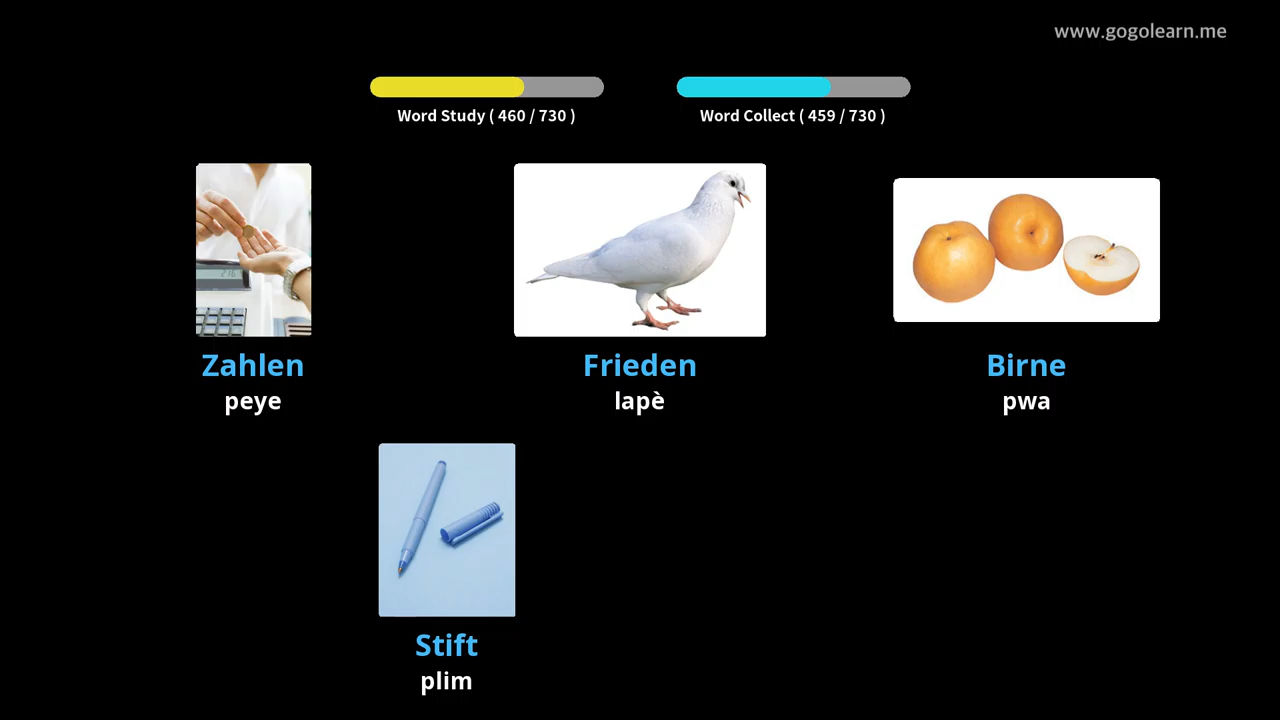 www.gogolearn.me
Word Study ( 460 / 730 )
Word Collect ( 459 / 730 )
Zahlen
peye
Frieden
lapè
Birne
pwa
Stift
plim